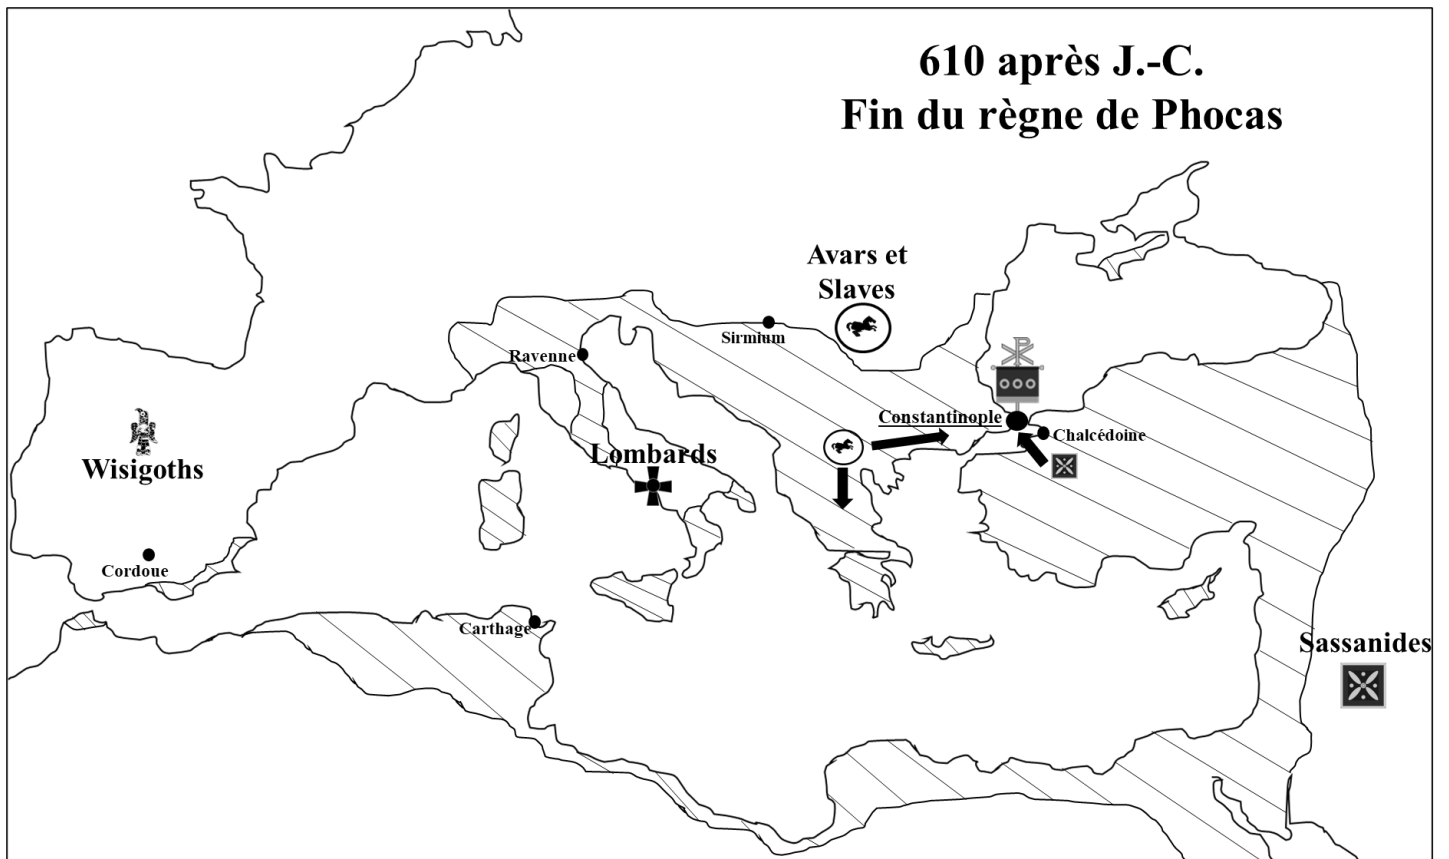 610 après J.-C.
Fin du règne de Phocas
Avars et
Slaves
Sirmium
Ravenne
Constantinople
Chalcédoine
Lombards
Wisigoths
Cordoue
Carthage
Sassanides